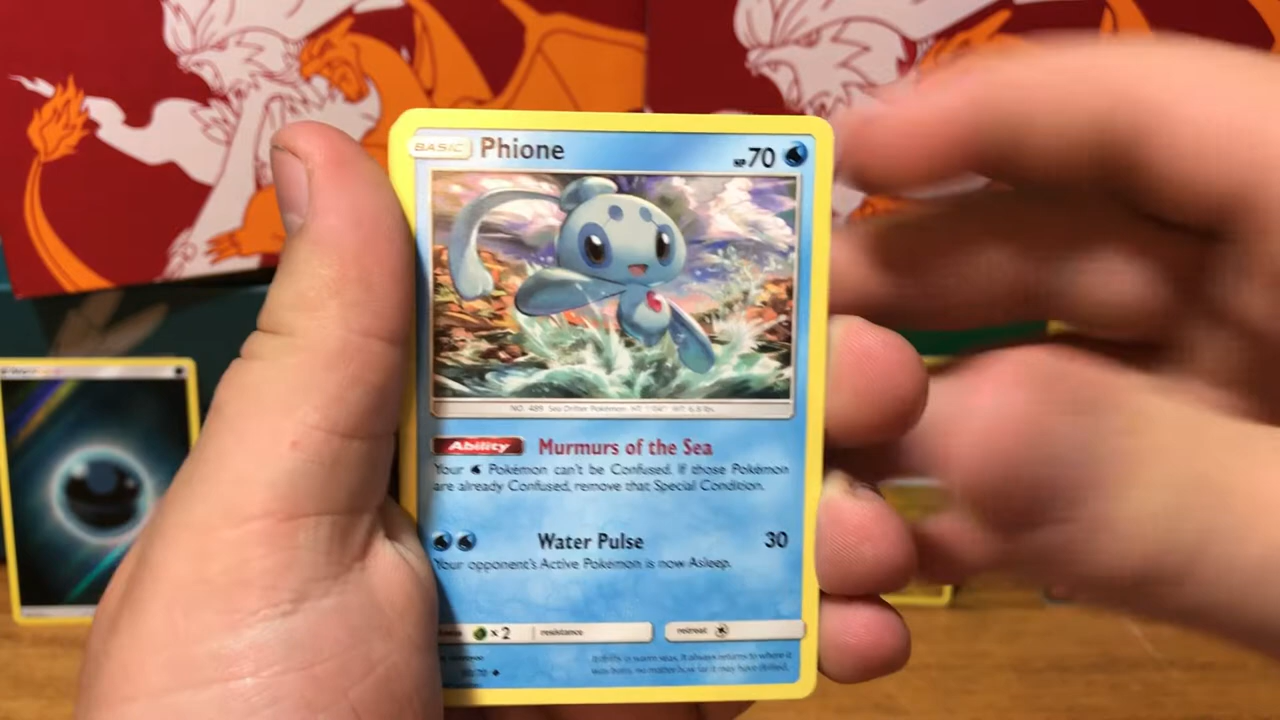 BASIC Phione HP 70
NO. 489 Sea Drifter Pokémon HT: 1'04" WT: 6.8 lbs.
Ability Murmurs of the Sea
Your Pokémon can't be Confused. If those Pokémon
are already Confused, remove that Special Condition.
Water Pulse 30
Your opponent's Active Pokémon is now Asleep.
x2 resistance retreat
It drifts in warm seas. It always returns to where it
was born, no matter how far it may have drifted.